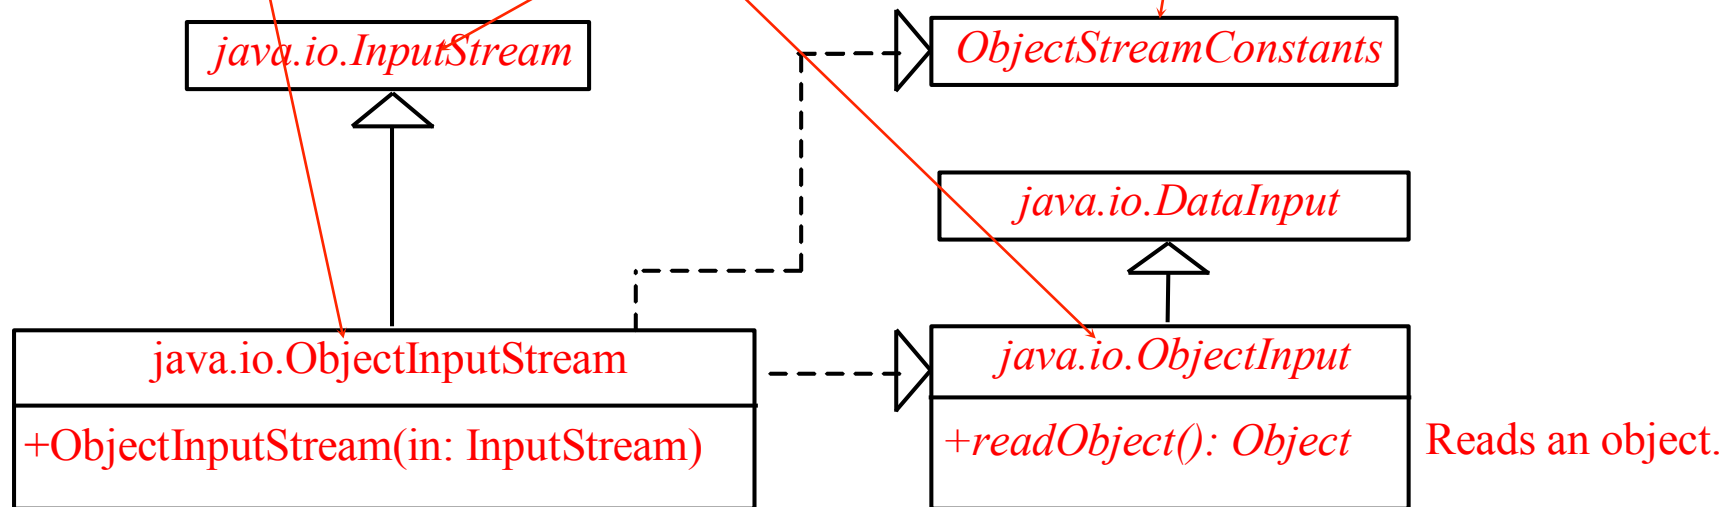 java.io.InputStream
ObjectStreamConstants
java.io.DataInput
java.io.ObjectInputStream
+ObjectInputStream(in: InputStream)
java.io.ObjectInput
+readObject(): Object
Reads an object.